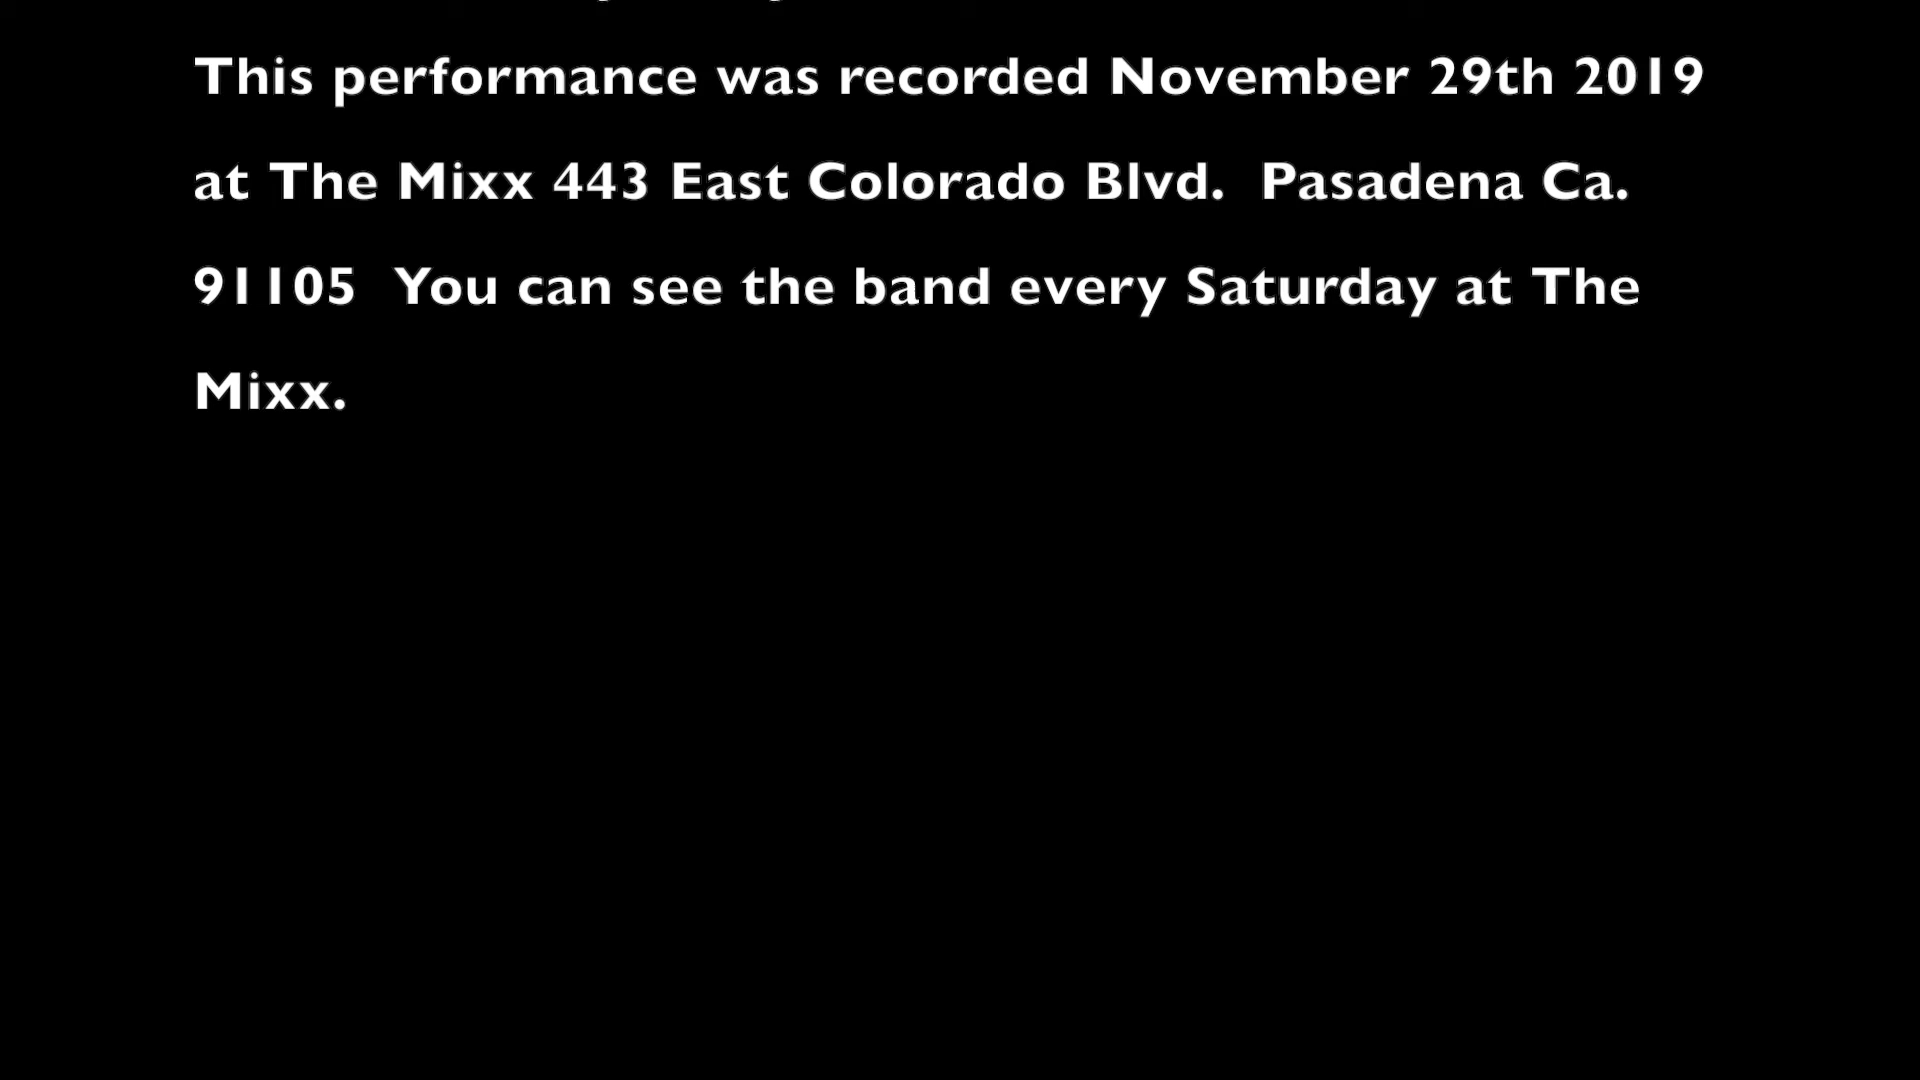 This performance was recorded November 29th 2019
at The Mixx 443 East Colorado Blvd.  Pasadena Ca.
91105  You can see the band every Saturday at The
Mixx.